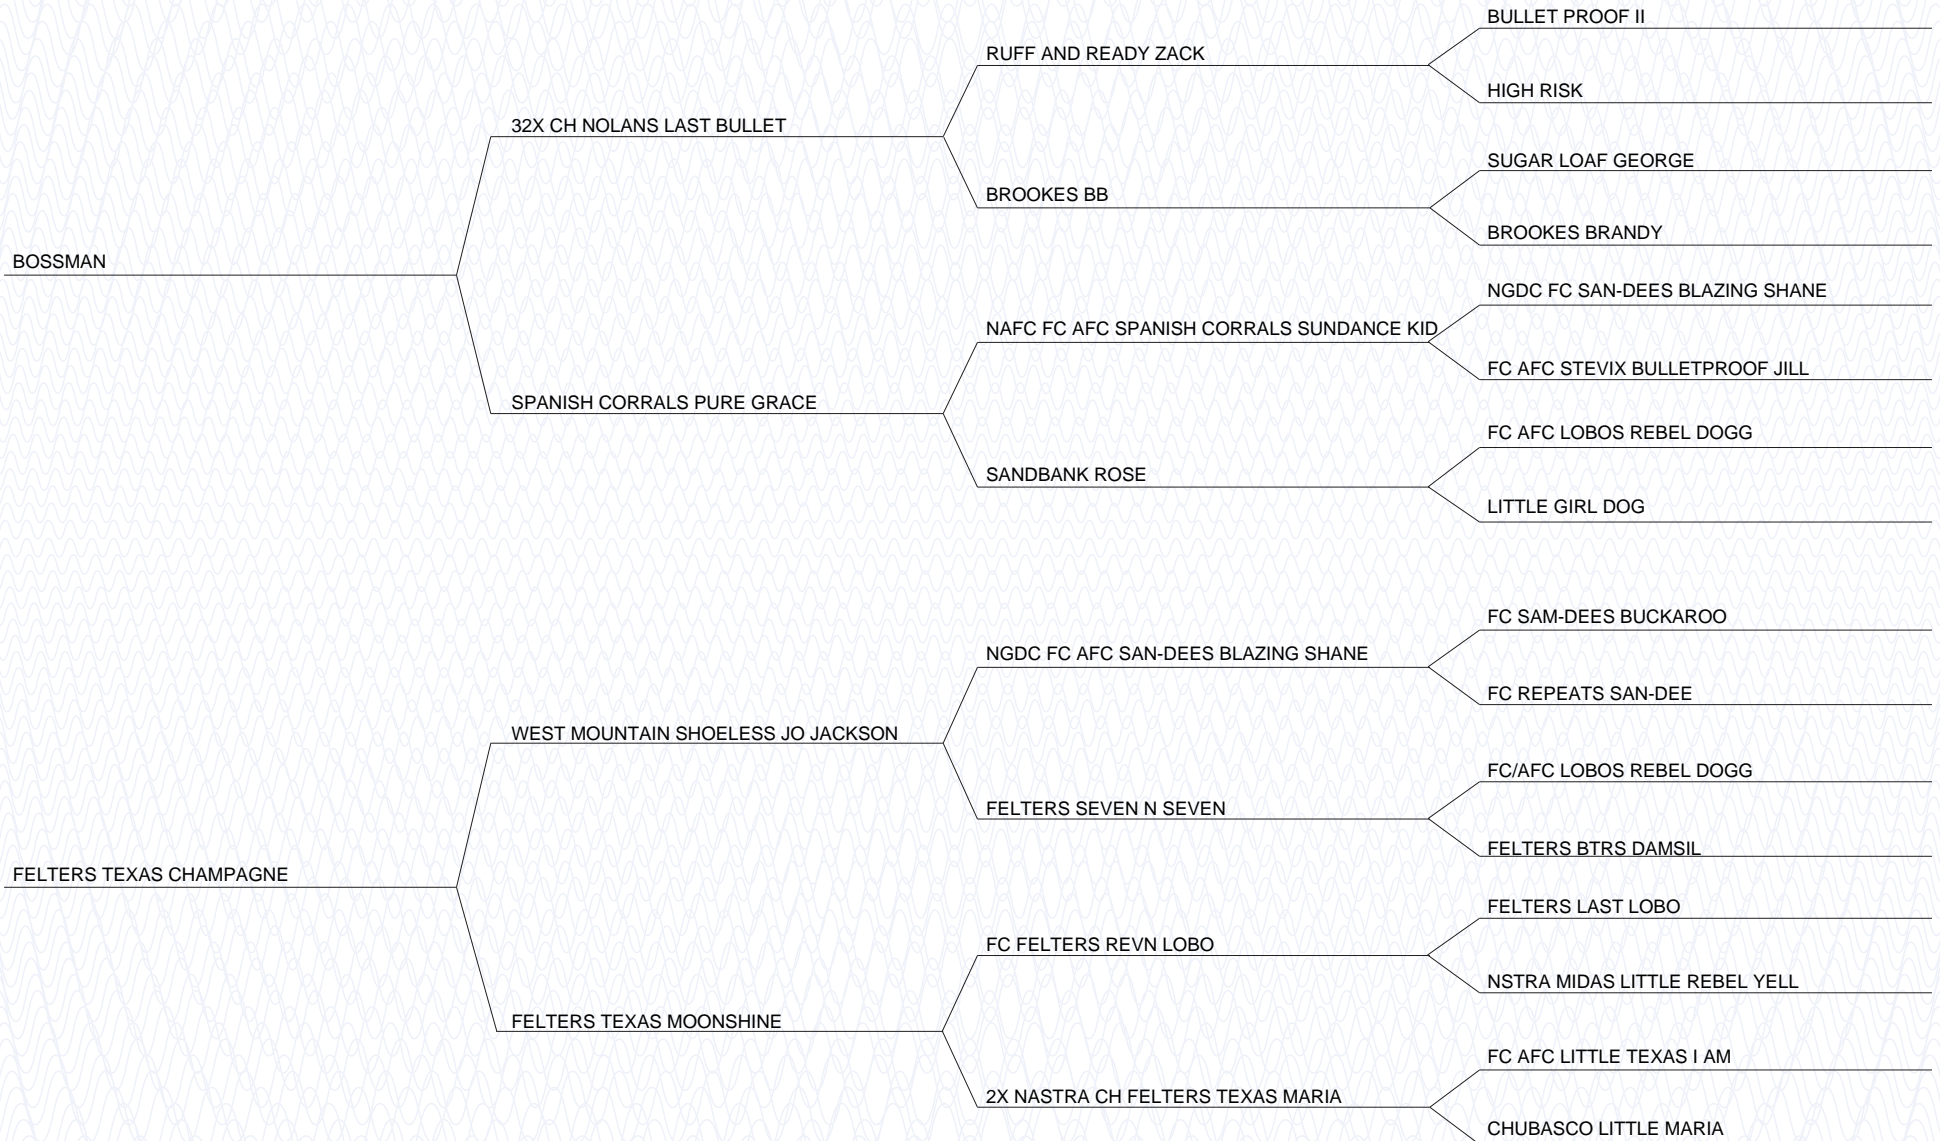 BULLET PROOF II
RUFF AND READY ZACK
HIGH RISK
32X CH NOLANS LAST BULLET
SUGAR LOAF GEORGE
BROOKES BB
BROOKES BRANDY
BOSSMAN
NGDC FC SAN-DEES BLAZING SHANE
NAFC FC AFC SPANISH CORRALS SUNDANCE KID
FC AFC STEVIX BULLETPROOF JILL
SPANISH CORRALS PURE GRACE
FC AFC LOBOS REBEL DOGG
SANDBANK ROSE
LITTLE GIRL DOG
FC SAM-DEES BUCKAROO
NGDC FC AFC SAN-DEES BLAZING SHANE
FC REPEATS SAN-DEE
WEST MOUNTAIN SHOELESS JO JACKSON
FC/AFC LOBOS REBEL DOGG
FELTERS SEVEN N SEVEN
FELTERS BTRS DAMSIL
FELTERS TEXAS CHAMPAGNE
FELTERS LAST LOBO
FC FELTERS REVN LOBO
NSTRA MIDAS LITTLE REBEL YELL
FELTERS TEXAS MOONSHINE
FC AFC LITTLE TEXAS I AM
2X NASTRA CH FELTERS TEXAS MARIA
CHUBASCO LITTLE MARIA